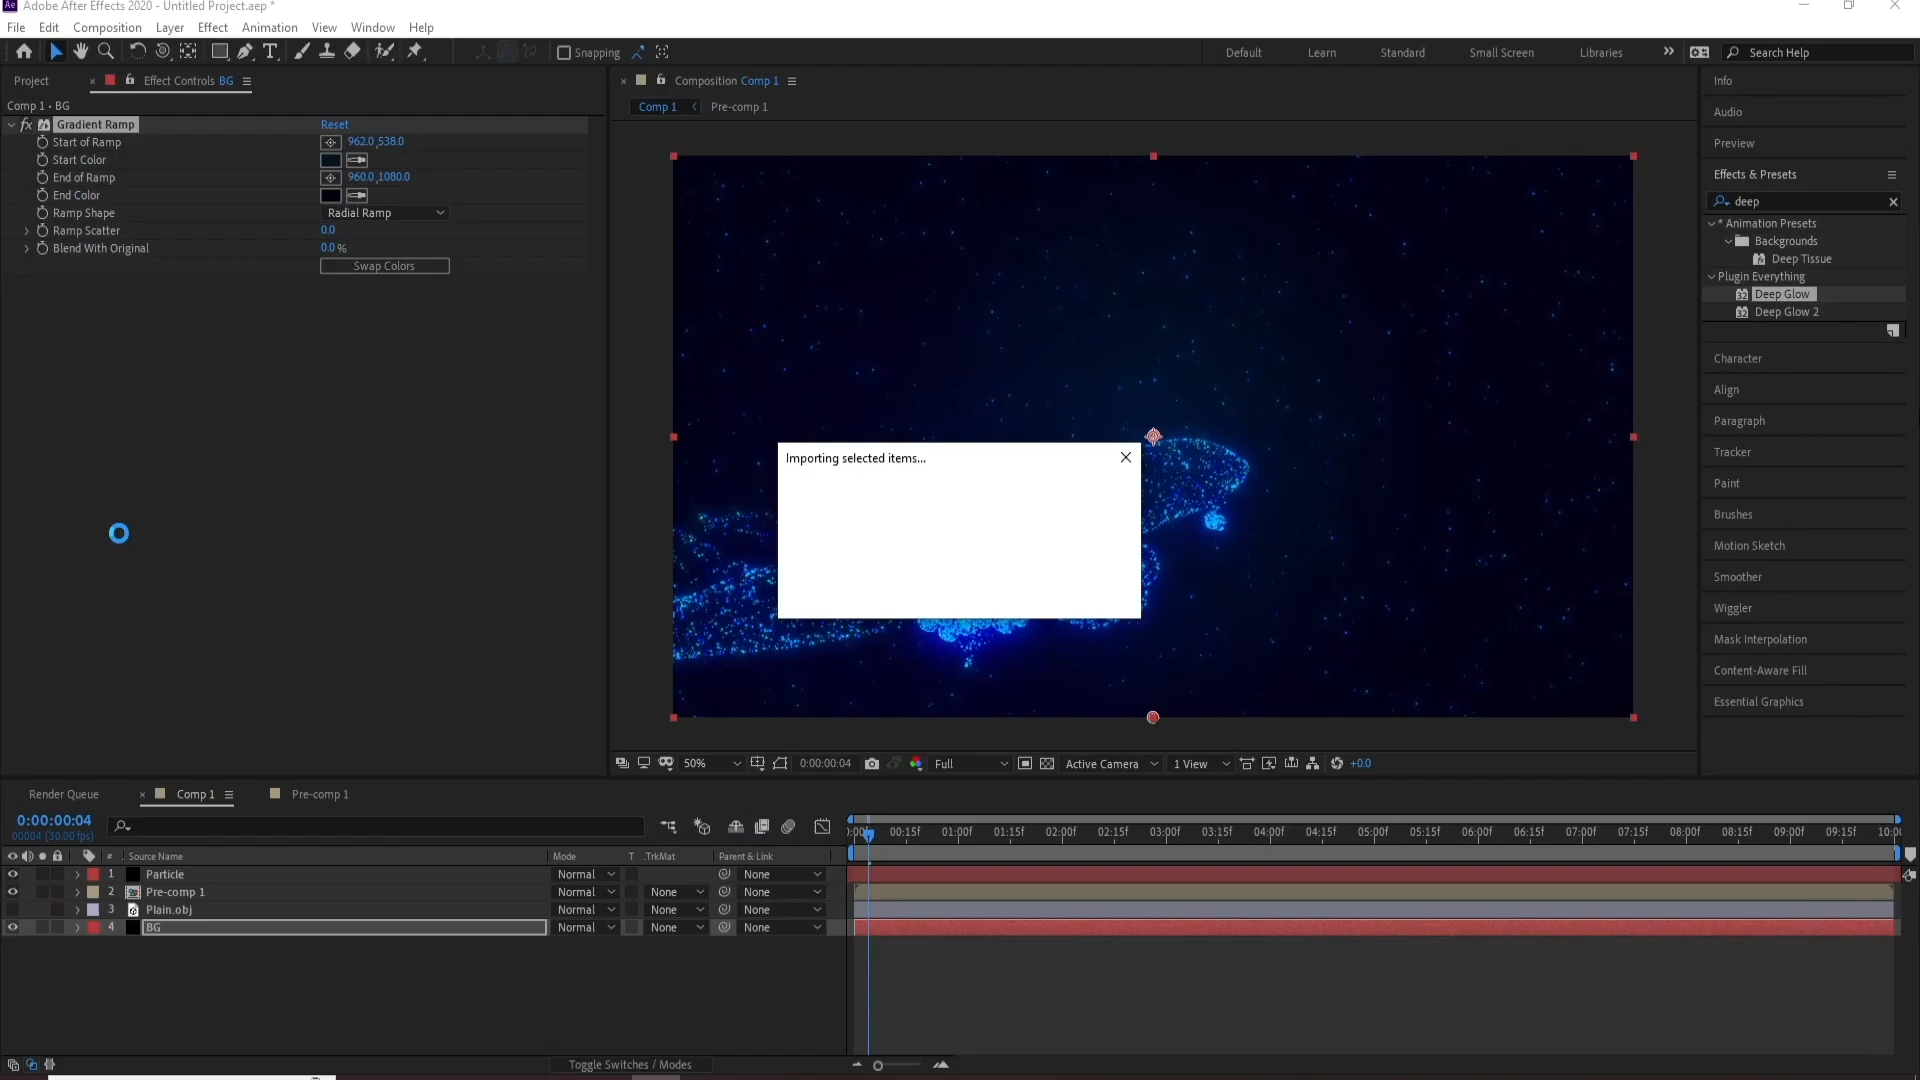 Ae Adobe After Effects 2020 - Untitled Project.aep *
File Edit Composition Layer Effect Animation View Window Help
Snapping Default Learn Standard Small Screen Libraries Search Help
Project Effect Controls BG Composition Comp 1 Info
Comp 1 • BG Comp 1 Pre-comp 1
Audio
fx Gradient Ramp Reset
Start of Ramp 962.0,538.0
Start Color
End of Ramp 960.0,1080.0
End Color
Ramp Shape Radial Ramp
Ramp Scatter 0.0
Blend With Original 0.0 %
Swap Colors
Preview
Effects & Presets
deep
* Animation Presets
Backgrounds
Deep Tissue
Plugin Everything
32 Deep Glow
32 Deep Glow 2
Character
Align
Paragraph
Tracker
Paint
Brushes
Motion Sketch
Smoother
Wiggler
Mask Interpolation
Content-Aware Fill
Essential Graphics
Importing selected items...
50% 0:00:00:04 Full Active Camera 1 View +0.0
Render Queue Comp 1 Pre-comp 1
0:00:00:04
00004 (30.00 fps)
):00f 00:15f 01:00f 01:15f 02:00f 02:15f 03:00f 03:15f 04:00f 04:15f 05:00f 05:15f 06:00f 06:15f 07:00f 07:15f 08:00f 08:15f 09:00f 09:15f 10:00
# Source Name Mode T .TrkMat Parent & Link
1 Particle Normal None
2 Pre-comp 1 Normal None None
3 Plain.obj Normal None None
4 BG Normal None None
Toggle Switches / Modes